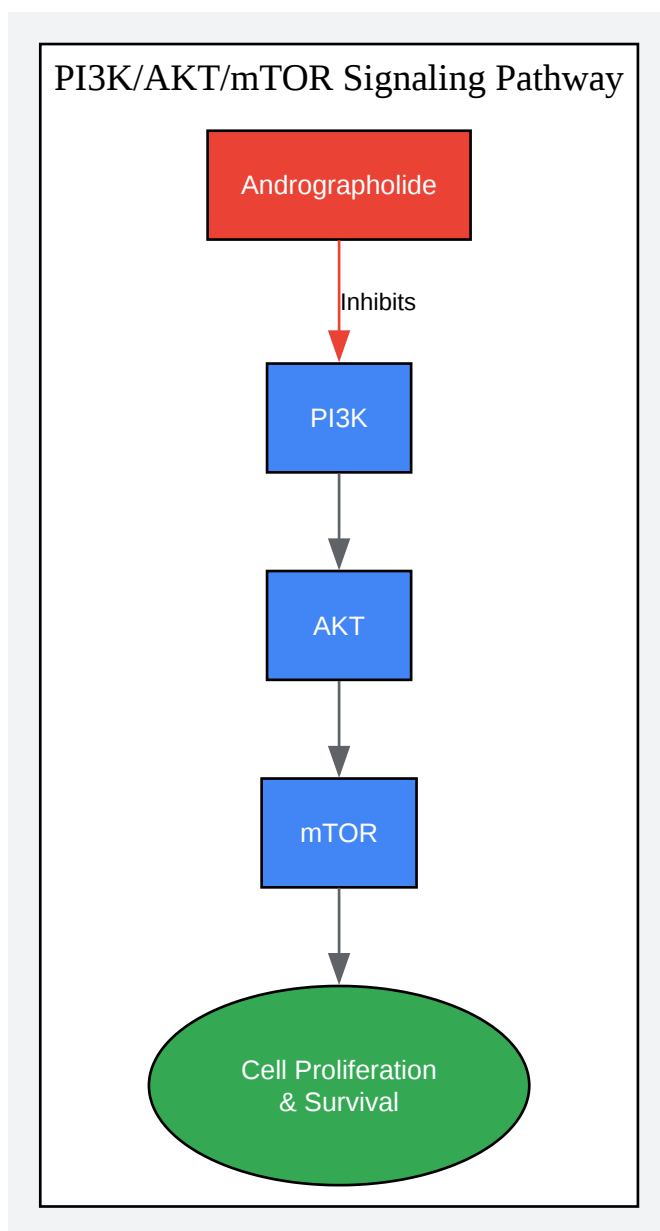 PI3K/AKT/mTOR Signaling Pathway
Andrographolide
Inhibits
PI3K
AKT
mTOR
Cell Proliferation
& Survival